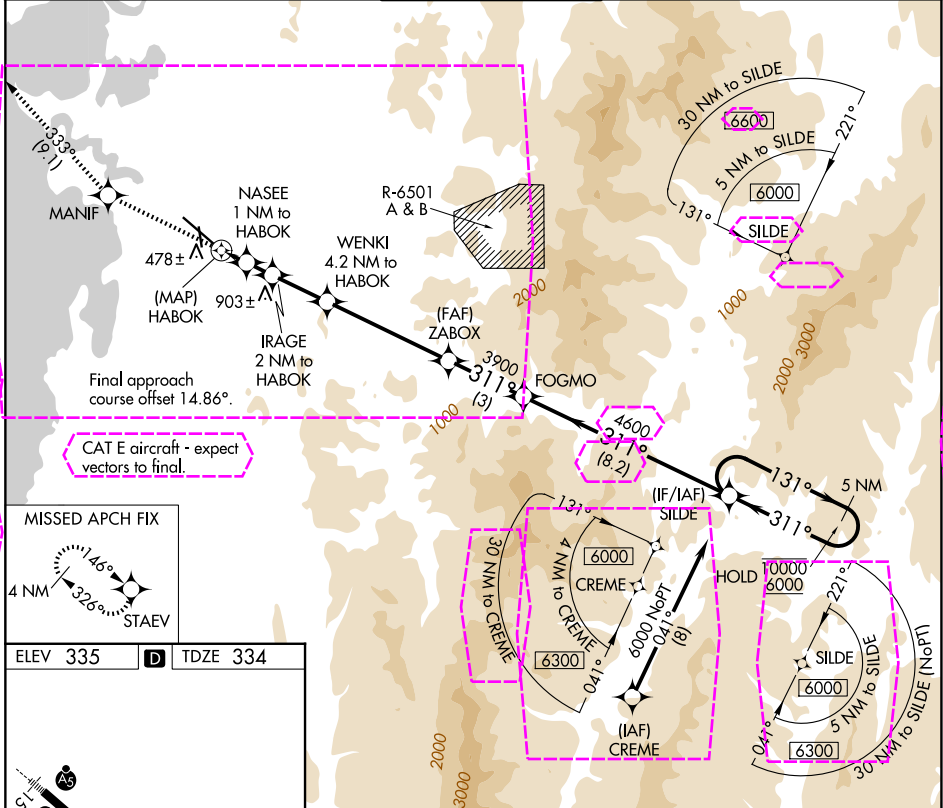 30 NM to SILDE
6600
221°
5 NM to SILDE
6000
131°
SILDE
333°
(9.1)
MANIF
NASEE
1 NM to
HABOK
R-6501
A & B
478±
WENKI
4.2 NM to
HABOK
(MAP)
HABOK
903±
IRAGE
2 NM to
HABOK
2000
1000
2000
3000
(FAF)
ZABOX
3900
311°
(3)
FOGMO
Final approach
course offset 14.86°.
1000
4600
311°
(8.2)
CAT E aircraft - expect
vectors to final.
(IF/IAF)
SILDE
131°
5 NM
311°
MISSED APCH FIX
146°
4 NM
326°
STAEV
131°
30 NM to CREME
4 NM to CREME
6000
CREME
6300
041°
6000 NoPT
041°
(8)
(IAF)
CREME
HOLD
10000
6000
221°
SILDE
6000
5 NM to SILDE
041°
6300
30 NM to SILDE (NoPT)
ELEV 335
D
TDZE 334
2000
3000
A5
15